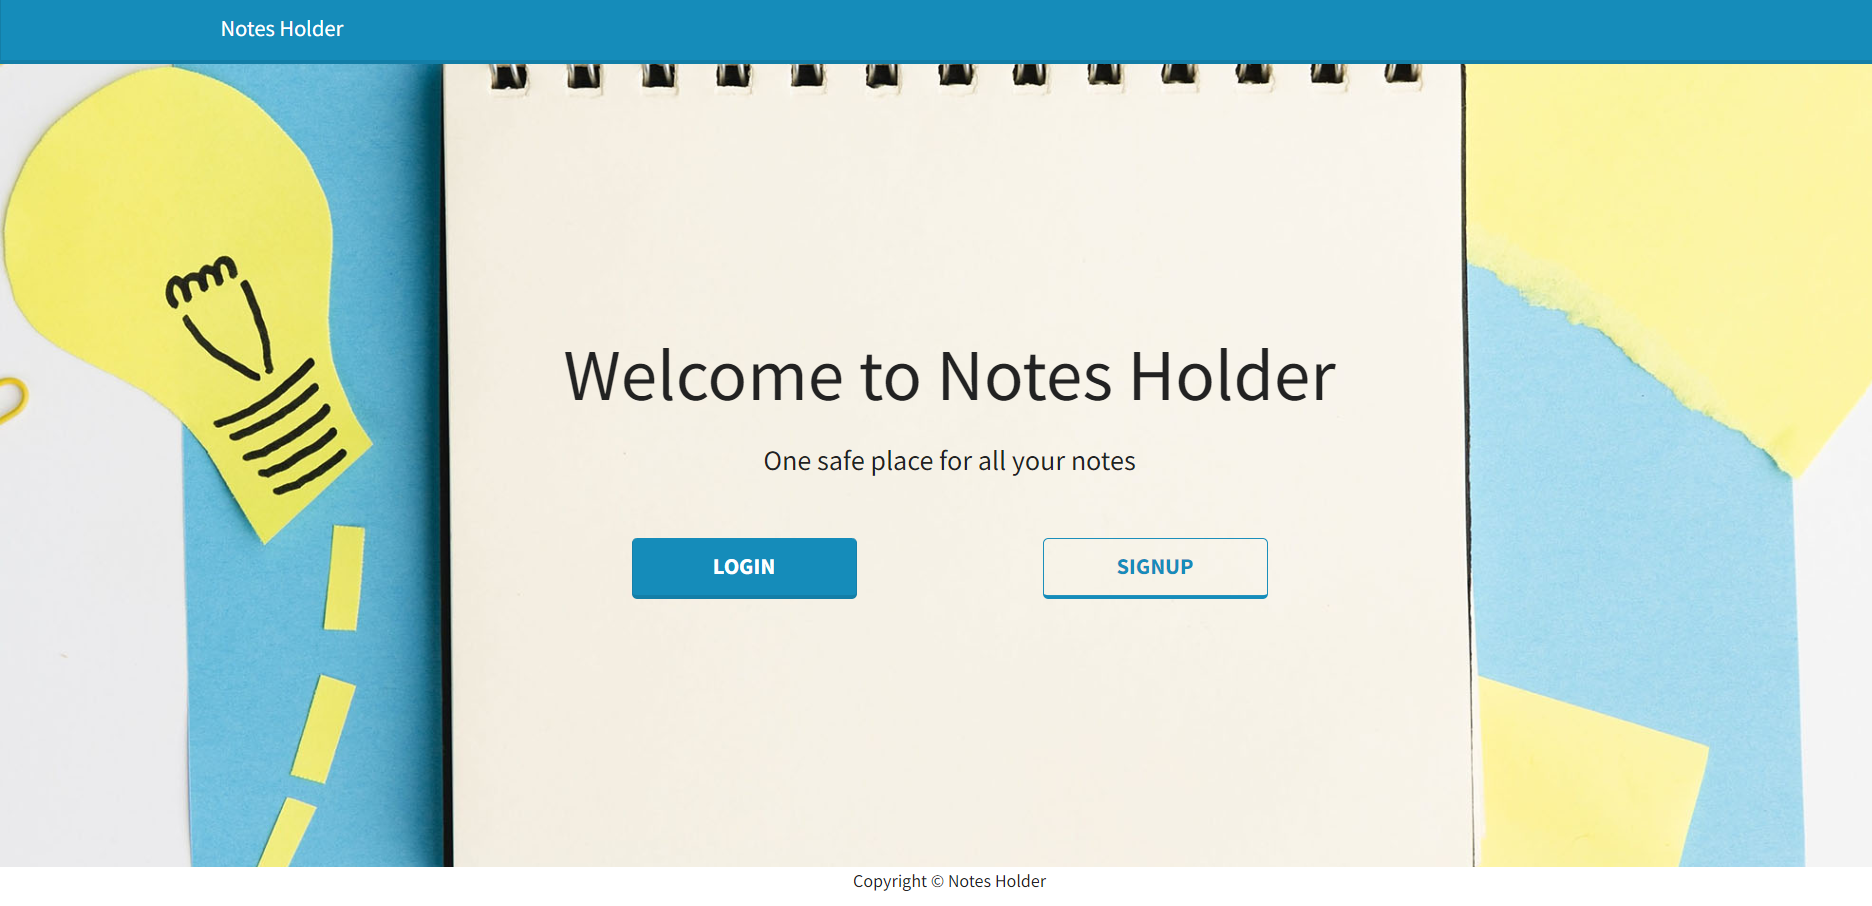 Notes Holder
Welcome to Notes Holder
One safe place for all your notes
LOGIN
SIGNUP
Copyright © Notes Holder